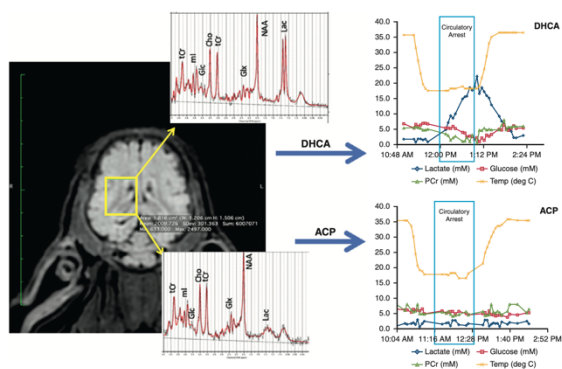 tCr
mI
Glc
Cho
tCr
Glx
NAA
Lac
R
L
DHCA
ACP
tCr
mI
Glc
Cho
tCr
Glx
NAA
Lac
DHCA
Circulatory
Arrest
40.0
35.0
30.0
25.0
20.0
15.0
10.0
5.0
0.0
10:48 AM 12:00 PM 1:12 PM 2:24 PM
Lactate (mM) Glucose (mM)
PCr (mM) Temp (deg C)
ACP
Circulatory
Arrest
40.0
35.0
30.0
25.0
20.0
15.0
10.0
5.0
0.0
10:04 AM 11:16 AM 12:28 PM 1:40 PM 2:52 PM
Lactate (mM) Glucose (mM)
PCr (mM) Temp (deg C)